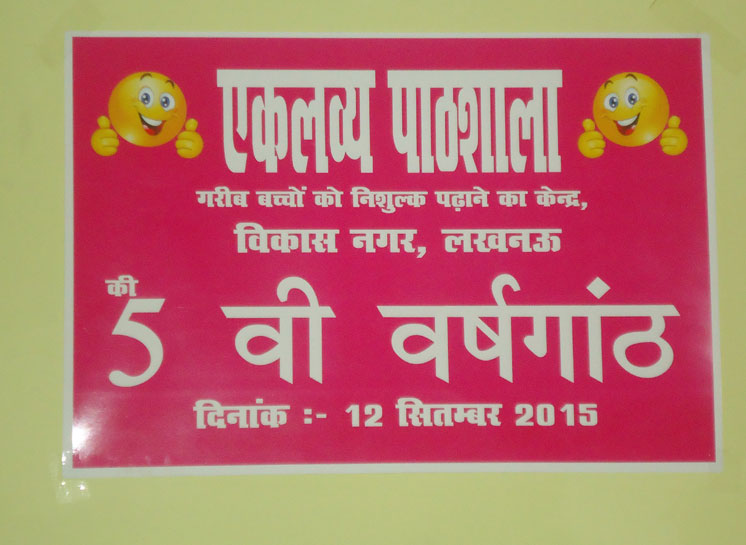 एकलव्य पाठशाला
गरीब बच्चों को निशुल्क पढ़ाने का केन्द्र,
विकास नगर, लखनऊ
की
5 वी वर्षगांठ
दिनांक :- 12 सितम्बर 2015